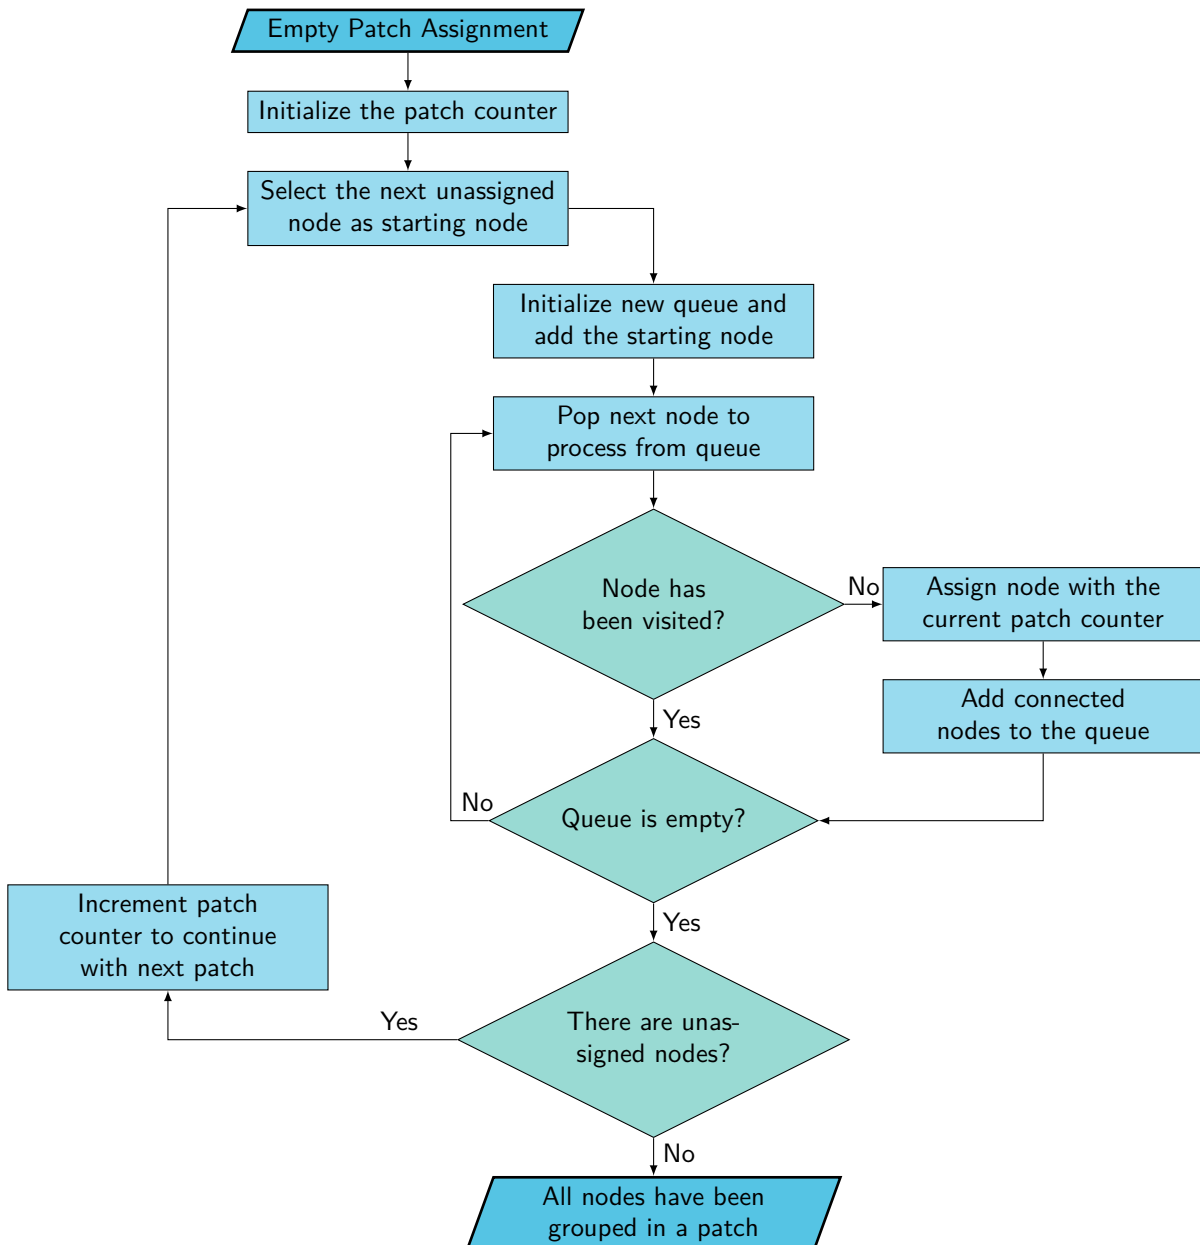 Empty Patch Assignment
Initialize the patch counter
Select the next unassigned
node as starting node
Initialize new queue and
add the starting node
Pop next node to
process from queue
Node has
been visited?
No
Assign node with the
current patch counter
Add connected
nodes to the queue
Yes
Queue is empty?
No
Yes
Increment patch
counter to continue
with next patch
There are unas-
signed nodes?
Yes
No
All nodes have been
grouped in a patch